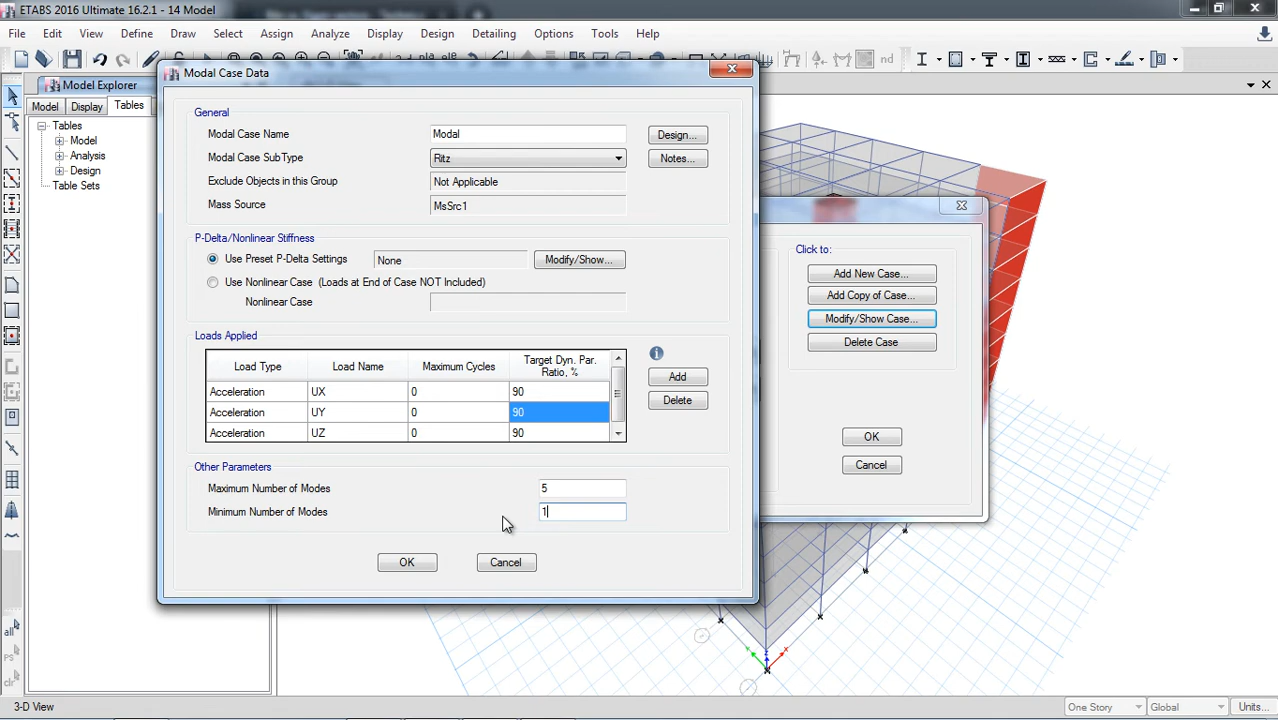 ETABS 2016 Ultimate 16.2.1 - 14 Model
File Edit View Define Draw Select Assign Analyze Display Design Detailing Options Tools Help
nd
Model Explorer
Model Display Tables
Tables
Model
Analysis
Design
Table Sets
all
PS
clr
Modal Case Data
General
Modal Case Name Modal Design...
Modal Case SubType Ritz Notes...
Exclude Objects in this Group Not Applicable
Mass Source MsSrc1
P-Delta/Nonlinear Stiffness
Use Preset P-Delta Settings None Modify/Show...
Use Nonlinear Case (Loads at End of Case NOT Included)
Nonlinear Case
Loads Applied
Load Type Load Name Maximum Cycles Target Dyn. Par. Ratio, %
Acceleration UX 0 90
Acceleration UY 0 90
Acceleration UZ 0 90
Add
Delete
Other Parameters
Maximum Number of Modes 5
Minimum Number of Modes 1
OK Cancel
Click to:
Add New Case...
Add Copy of Case...
Modify/Show Case...
Delete Case
OK
Cancel
3-D View
One Story Global Units...